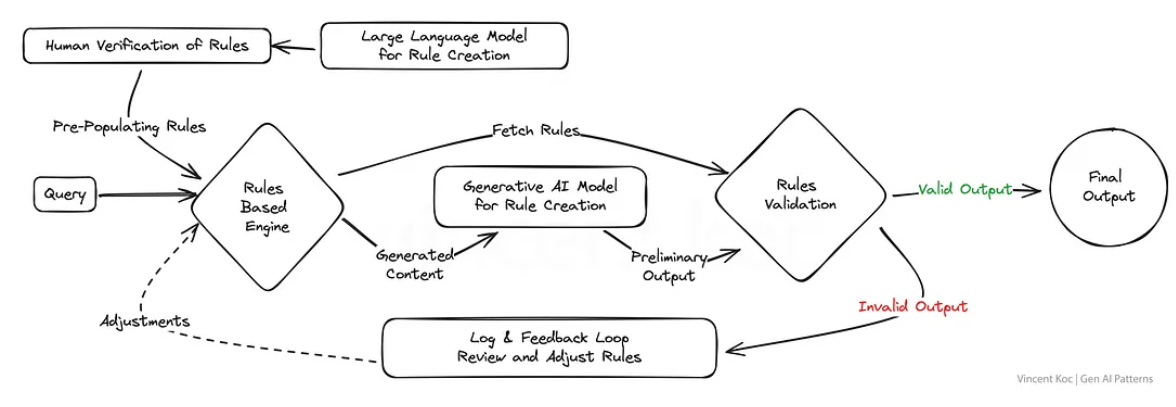 Human Verification of Rules
Large Language Model
for Rule Creation
Pre-Populating Rules
Fetch Rules
Query
Rules
Based
Engine
Generative AI Model
for Rule Creation
Rules
Validation
Valid Output
Final
Output
Generated
Content
Preliminary
Output
Adjustments
Invalid Output
Log & Feedback Loop
Review and Adjust Rules
Vincent Koc | Gen AI Patterns